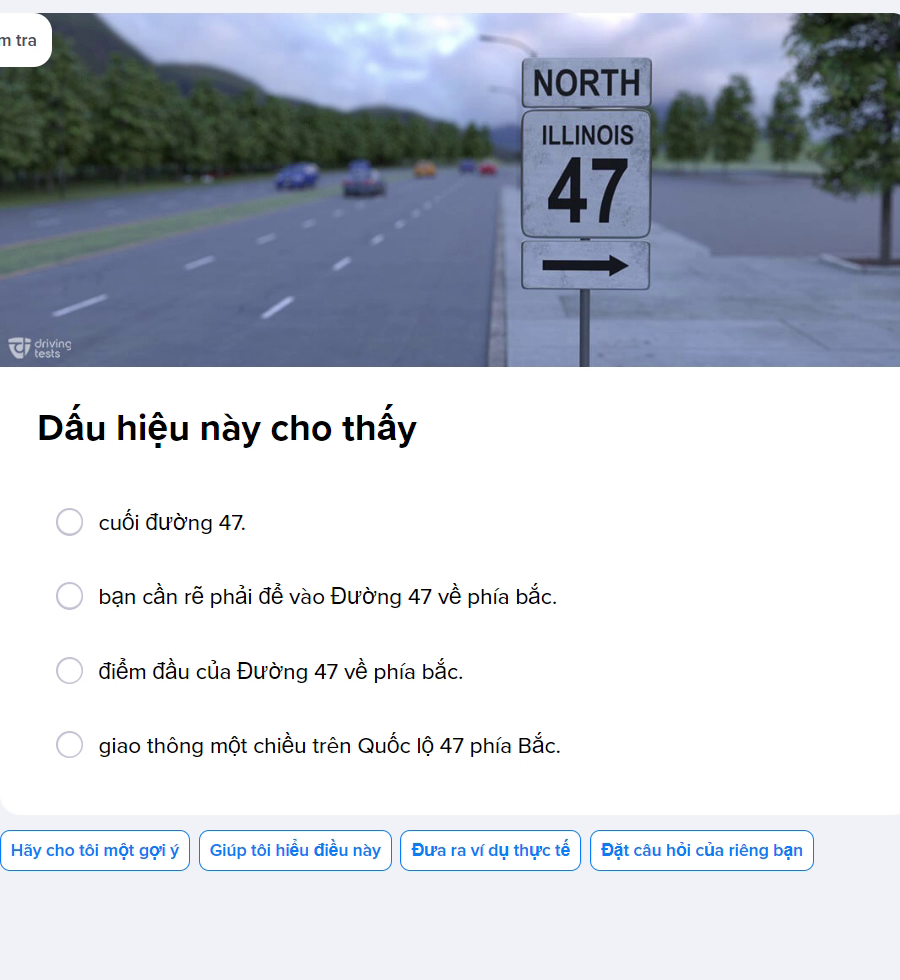 m tra
NORTH
ILLINOIS
47
driving
tests
Dấu hiệu này cho thấy
cuối đường 47.
bạn cần rẽ phải để vào Đường 47 về phía bắc.
điểm đầu của Đường 47 về phía bắc.
giao thông một chiều trên Quốc lộ 47 phía Bắc.
Hãy cho tôi một gợi ý
Giúp tôi hiểu điều này
Đưa ra ví dụ thực tế
Đặt câu hỏi của riêng bạn